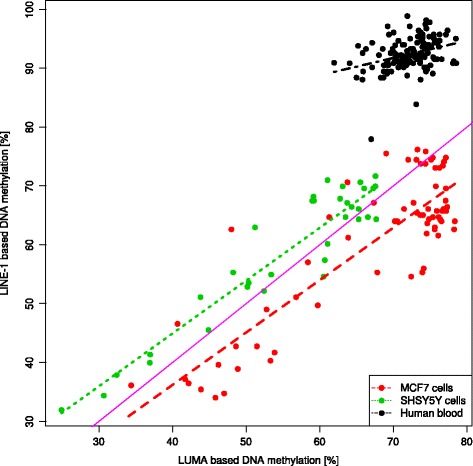 LINE-1 based DNA methylation [%]
100
90
80
70
60
50
40
30
MCF7 cells
SHSY5Y cells
Human blood
30 40 50 60 70 80
LUMA based DNA methylation [%]